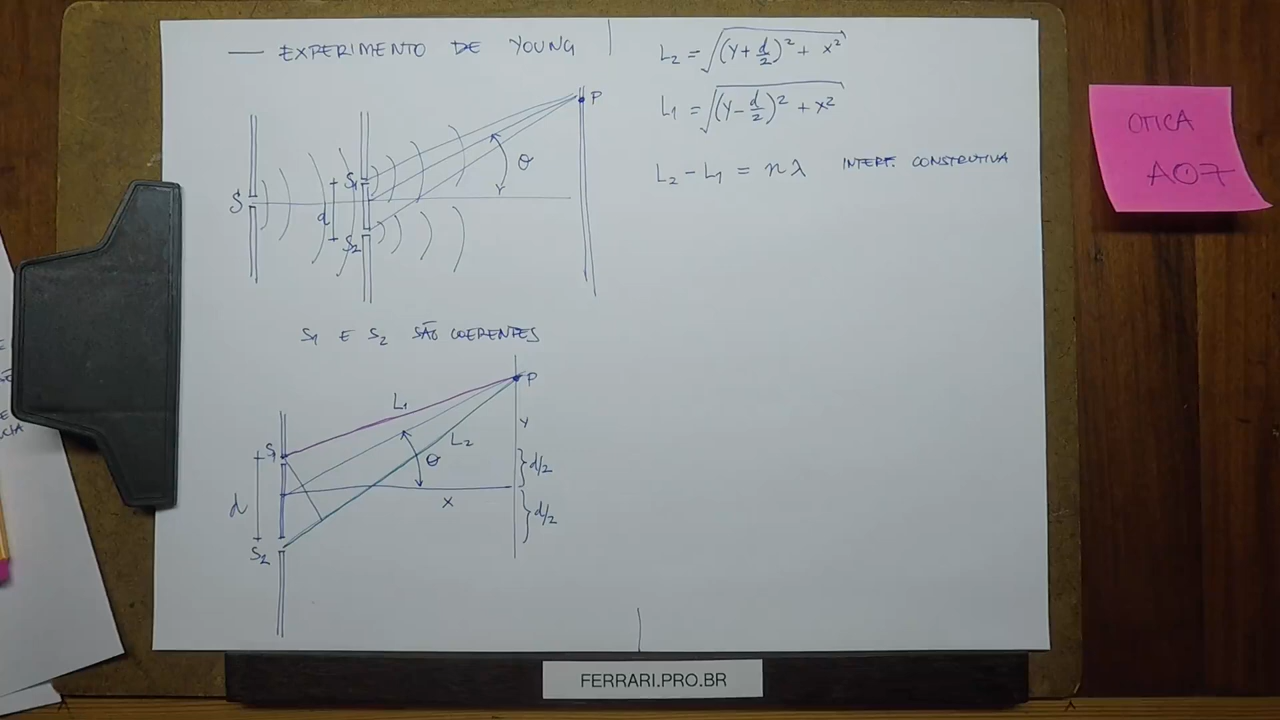 EXPERIMENTO DE YOUNG
P
S₁
θ
S
d
S₂
S₁ E S₂ SÃO COERENTES
P
L₁
Y
L₂
S₁
θ
d/2
d
X
d/2
S₂
L₂ = √((Y+d/2)² + X²)
L₁ = √((Y-d/2)² + X²)
L₂ - L₁ = nλ INTERF. CONSTRUTIVA
OTICA
A07
FERRARI.PRO.BR